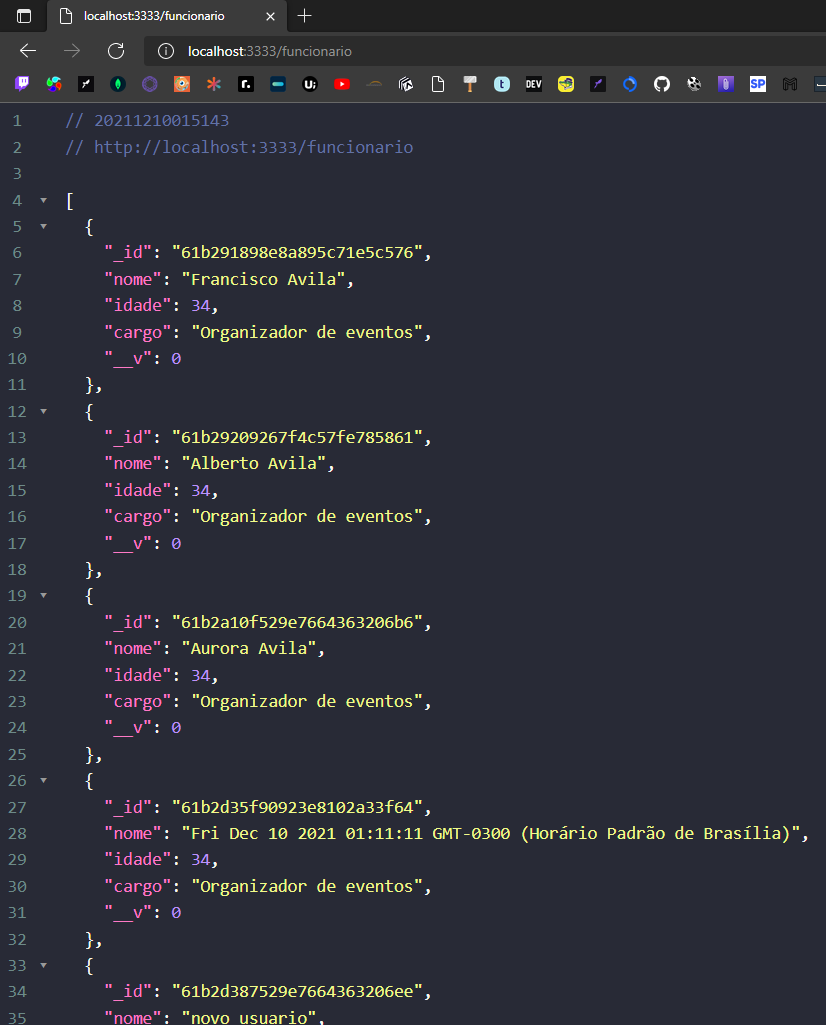 localhost:3333/funcionario
localhost:3333/funcionario
r. U; t DEV SP
1 // 20211210015143
2 // http://localhost:3333/funcionario
3
4 [
5 {
6 "_id": "61b291898e8a895c71e5c576",
7 "nome": "Francisco Avila",
8 "idade": 34,
9 "cargo": "Organizador de eventos",
10 "__v": 0
11 },
12 {
13 "_id": "61b29209267f4c57fe785861",
14 "nome": "Alberto Avila",
15 "idade": 34,
16 "cargo": "Organizador de eventos",
17 "__v": 0
18 },
19 {
20 "_id": "61b2a10f529e7664363206b6",
21 "nome": "Aurora Avila",
22 "idade": 34,
23 "cargo": "Organizador de eventos",
24 "__v": 0
25 },
26 {
27 "_id": "61b2d35f90923e8102a33f64",
28 "nome": "Fri Dec 10 2021 01:11:11 GMT-0300 (Horário Padrão de Brasília)",
29 "idade": 34,
30 "cargo": "Organizador de eventos",
31 "__v": 0
32 },
33 {
34 "_id": "61b2d387529e7664363206ee",
35 "nome": "novo usuario",